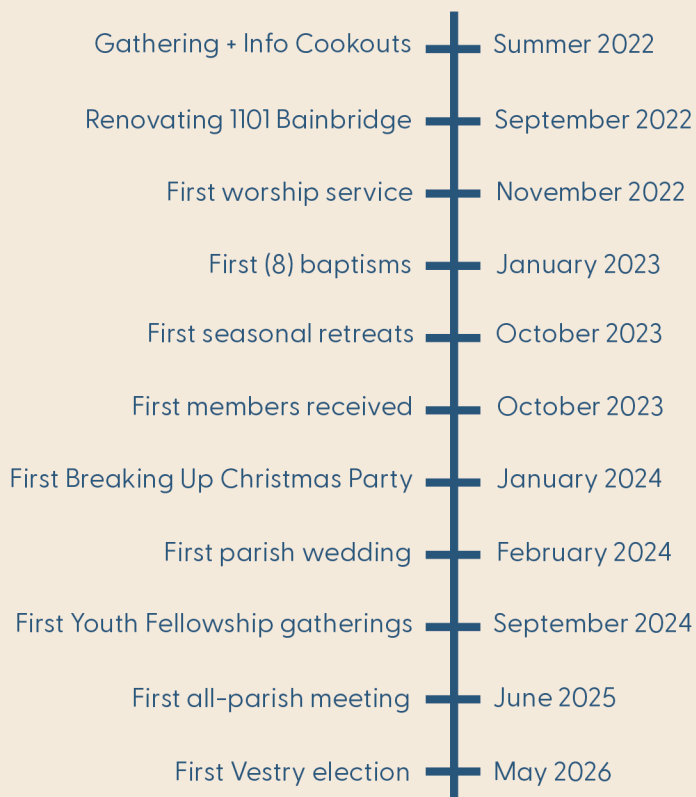 Gathering + Info Cookouts Summer 2022
Renovating 1101 Bainbridge September 2022
First worship service November 2022
First (8) baptisms January 2023
First seasonal retreats October 2023
First members received October 2023
First Breaking Up Christmas Party January 2024
First parish wedding February 2024
First Youth Fellowship gatherings September 2024
First all-parish meeting June 2025
First Vestry election May 2026